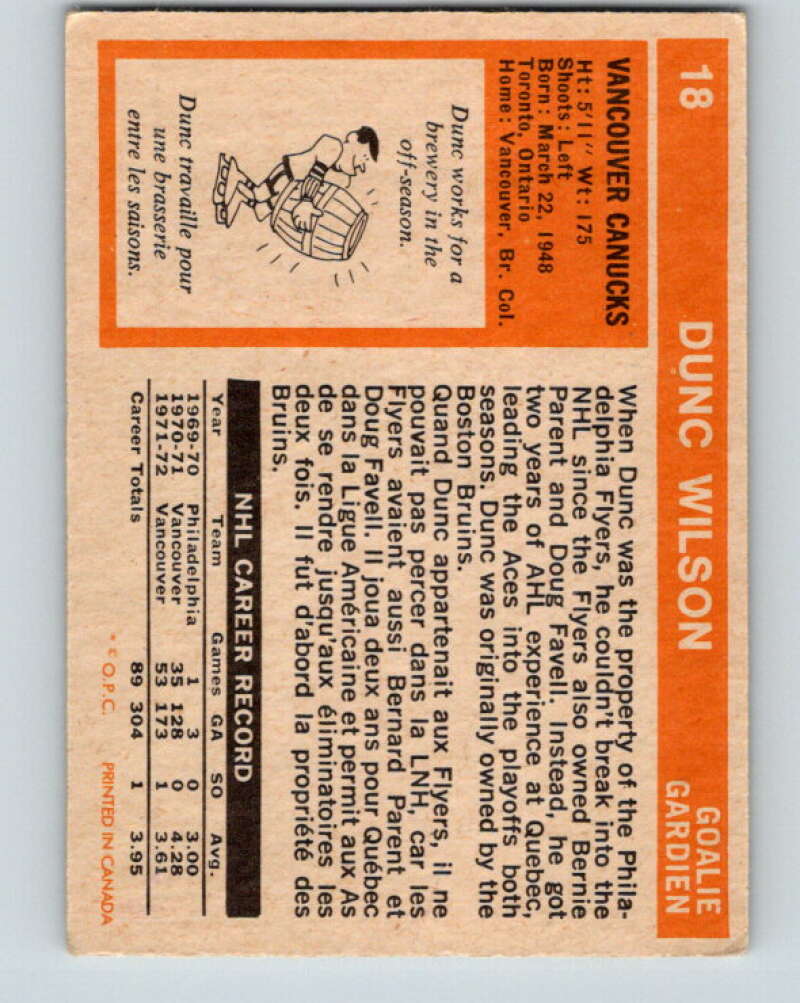 18 DUNC WILSON GOALIE
GARDIEN
VANCOUVER CANUCKS
Ht: 5'11" Wt: 175
Shoots: Left
Born: March 22, 1948
Toronto, Ontario
Home: Vancouver, Br. Col.
Dunc works for a
brewery in the
off-season.
Dunc travaille pour
une brasserie
entre les saisons.
When Dunc was the property of the Phila-
delphia Flyers, he couldn't break into the
NHL since the Flyers also owned Bernie
Parent and Doug Favell. Instead, he got
two years of AHL experience at Quebec,
leading the Aces into the playoffs both
seasons. Dunc was originally owned by the
Boston Bruins.
Quand Dunc appartenait aux Flyers, il ne
pouvait pas percer dans la LNH, car les
Flyers avaient aussi Bernard Parent et
Doug Favell. Il joua deux ans pour Québec
dans la Ligue Américaine et permit aux As
de se rendre jusqu'aux éliminatoires les
deux fois. Il fut d'abord la propriété des
Bruins.
NHL CAREER RECORD
Year Team Games GA SO Avg.
1969-70 Philadelphia 1 3 0 3.00
1970-71 Vancouver 35 128 0 4.28
1971-72 Vancouver 53 173 1 3.61
Career Totals 89 304 1 3.95
* © O.P.C. PRINTED IN CANADA